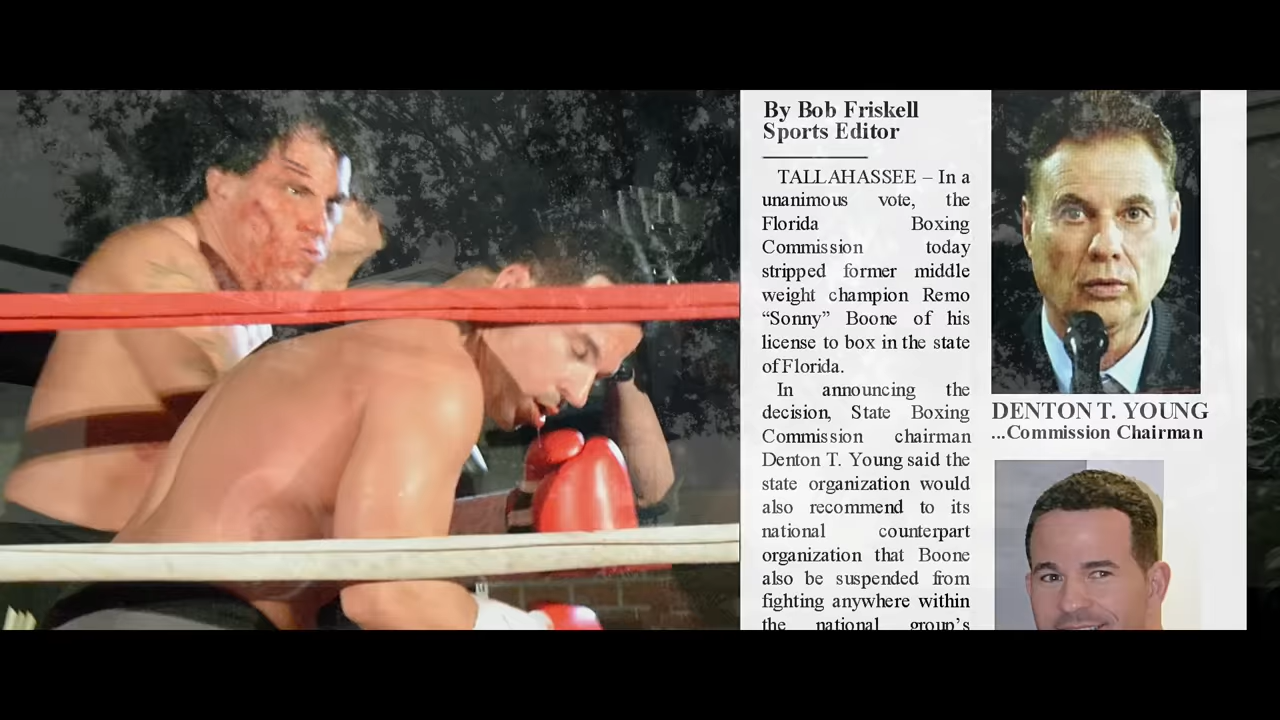 By Bob Friskell
Sports Editor
TALLAHASSEE – In a
unanimous vote, the
Florida Boxing
Commission today
stripped former middle
weight champion Remo
“Sonny” Boone of his
license to box in the state
of Florida.
In announcing the
decision, State Boxing
Commission chairman
Denton T. Young said the
state organization would
also recommend to its
national counterpart
organization that Boone
also be suspended from
fighting anywhere within
the national group’s
DENTON T. YOUNG
...Commission Chairman